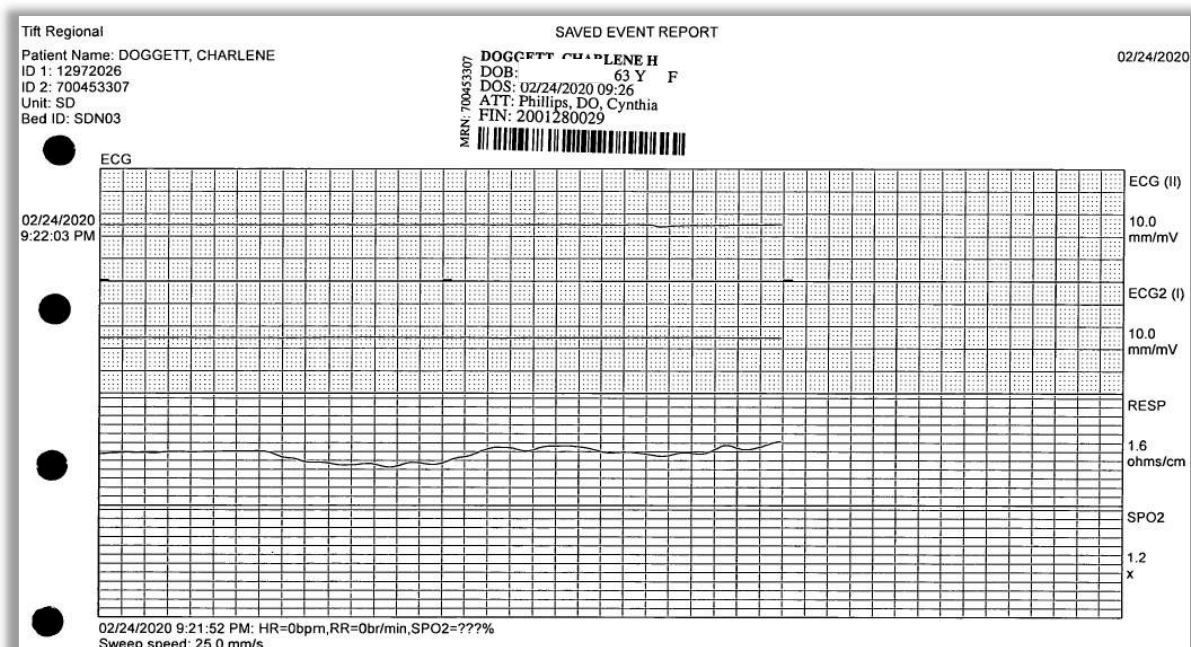 Tift Regional
SAVED EVENT REPORT
Patient Name: DOGGETT, CHARLENE
02/24/2020
ID 1: 12972026
ID 2: 700453307
Unit: SD
Bed ID: SDN03
MRN: 700453307
DOGGETT, CHARLENE H
DOB: 63 Y F
DOS: 02/24/2020 09:26
ATT: Phillips, DO, Cynthia
FIN: 2001280029
ECG
ECG (II)
02/24/2020
9:22:03 PM
10.0
mm/mV
ECG2 (I)
10.0
mm/mV
RESP
1.6
ohms/cm
SPO2
1.2
x
02/24/2020 9:21:52 PM: HR=0bpm,RR=0br/min,SPO2=???%
Sweep speed: 25.0 mm/s